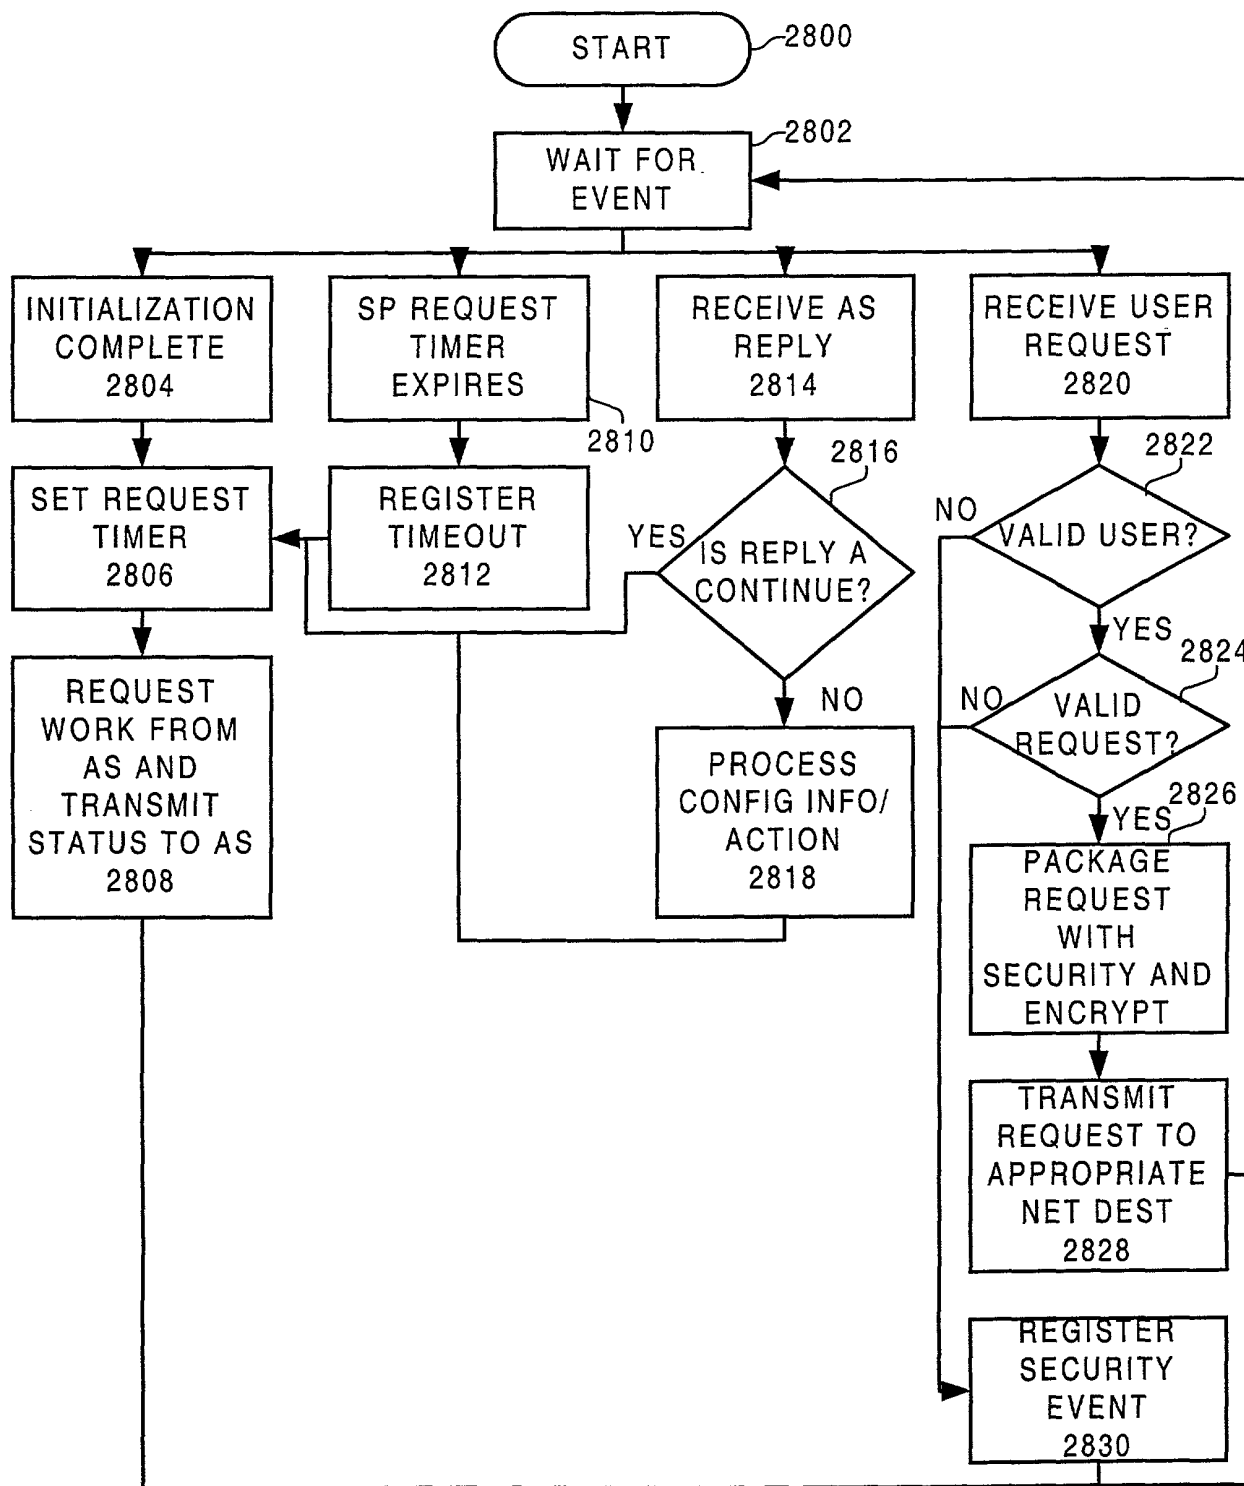 START
2800
2802
WAIT FOR
EVENT
INITIALIZATION
COMPLETE
2804
SP REQUEST
TIMER
EXPIRES
2810
RECEIVE AS
REPLY
2814
RECEIVE USER
REQUEST
2820
SET REQUEST
TIMER
2806
REGISTER
TIMEOUT
2812
2816
YES
IS REPLY A
CONTINUE?
NO
2822
NO
VALID USER?
YES
2824
NO
VALID
REQUEST?
YES
2826
REQUEST
WORK FROM
AS AND
TRANSMIT
STATUS TO AS
2808
PROCESS
CONFIG INFO/
ACTION
2818
PACKAGE
REQUEST
WITH
SECURITY AND
ENCRYPT
TRANSMIT
REQUEST TO
APPROPRIATE
NET DEST
2828
REGISTER
SECURITY
EVENT
2830